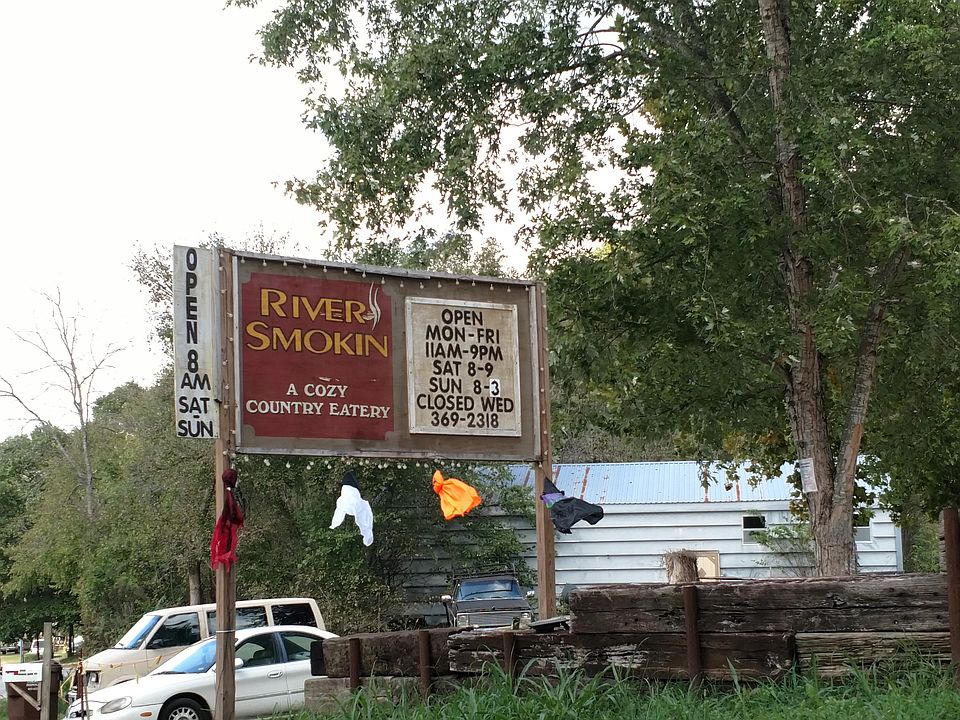 OPEN
8
AM
SAT
-
SUN
RIVER
SMOKIN
A COZY
COUNTRY EATERY
OPEN
MON-FRI
11AM-9PM
SAT 8-9
SUN 8-3
CLOSED WED
369-2318